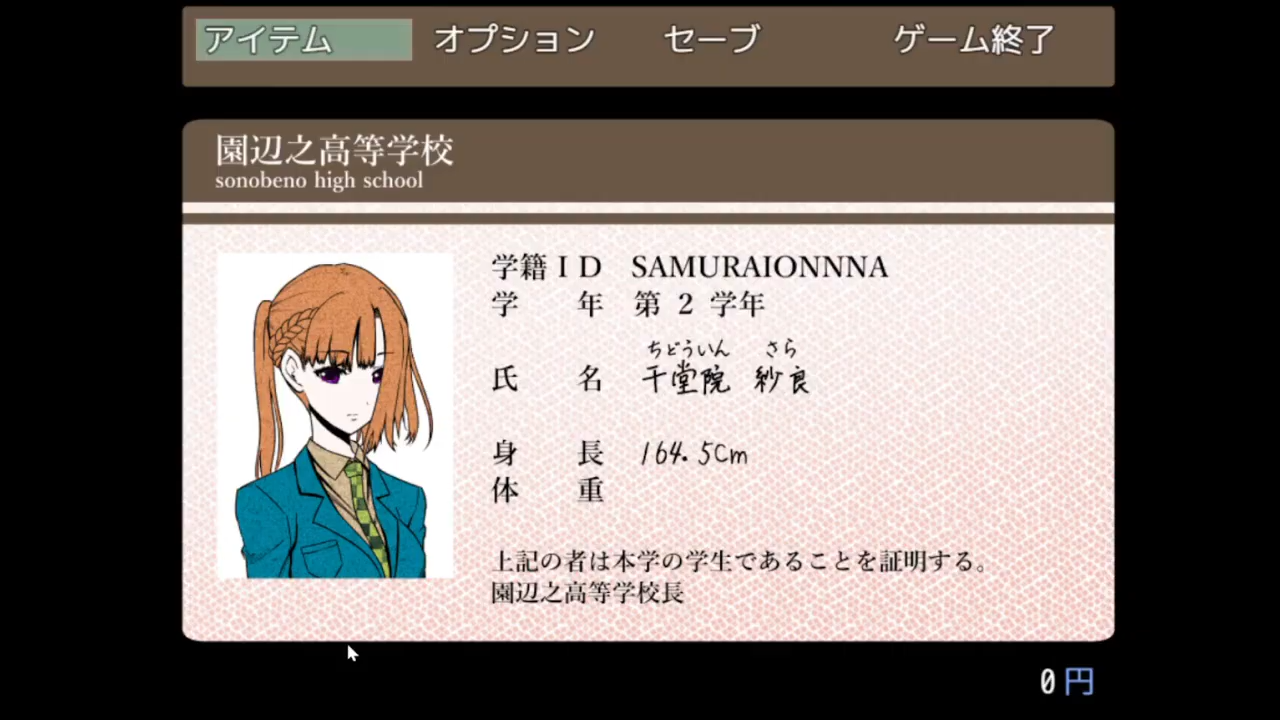 アイテム オプション セーブ ゲーム終了
園辺之高等学校
sonobeno high school
学籍ID SAMURAIONNNA
学年 第2学年
ちどういん さら
氏名 千堂院 紗良
身長 164.5Cm
体重
上記の者は本学の学生であることを証明する。
園辺之高等学校長
0円